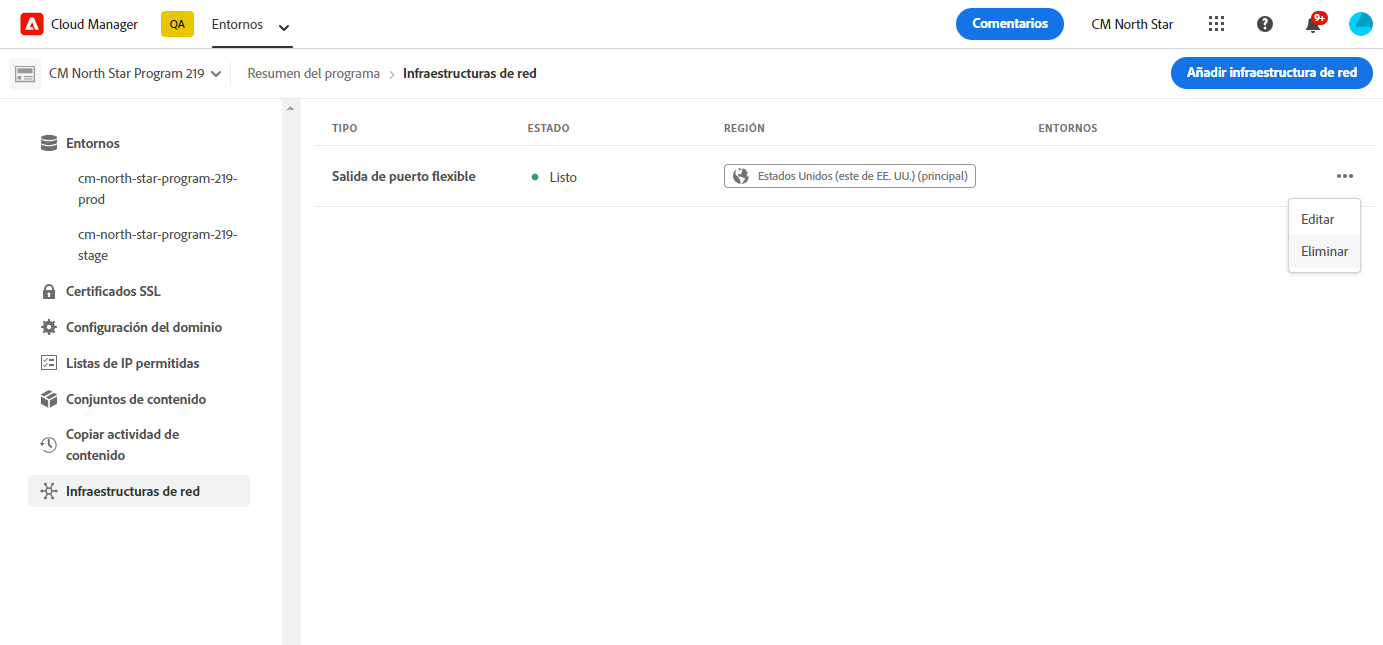 Cloud Manager QA Entornos Comentarios CM North Star 9+
CM North Star Program 219 Resumen del programa › Infraestructuras de red Añadir infraestructura de red
Entornos
cm-north-star-program-219-
prod
cm-north-star-program-219-
stage
Certificados SSL
Configuración del dominio
Listas de IP permitidas
Conjuntos de contenido
Copiar actividad de
contenido
Infraestructuras de red
TIPO ESTADO REGIÓN ENTORNOS
Salida de puerto flexible Listo Estados Unidos (este de EE. UU.) (principal)
Editar
Eliminar